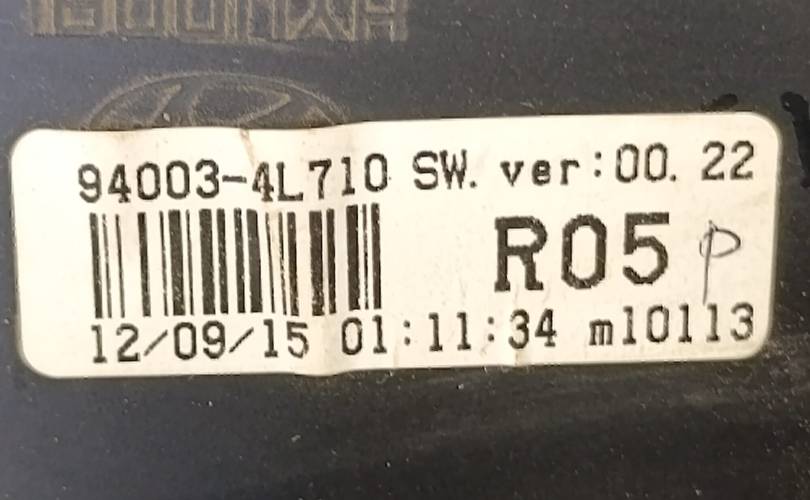 94003-4L710 SW. ver:00. 22
R05 P
12/09/15 01:11:34 m10113